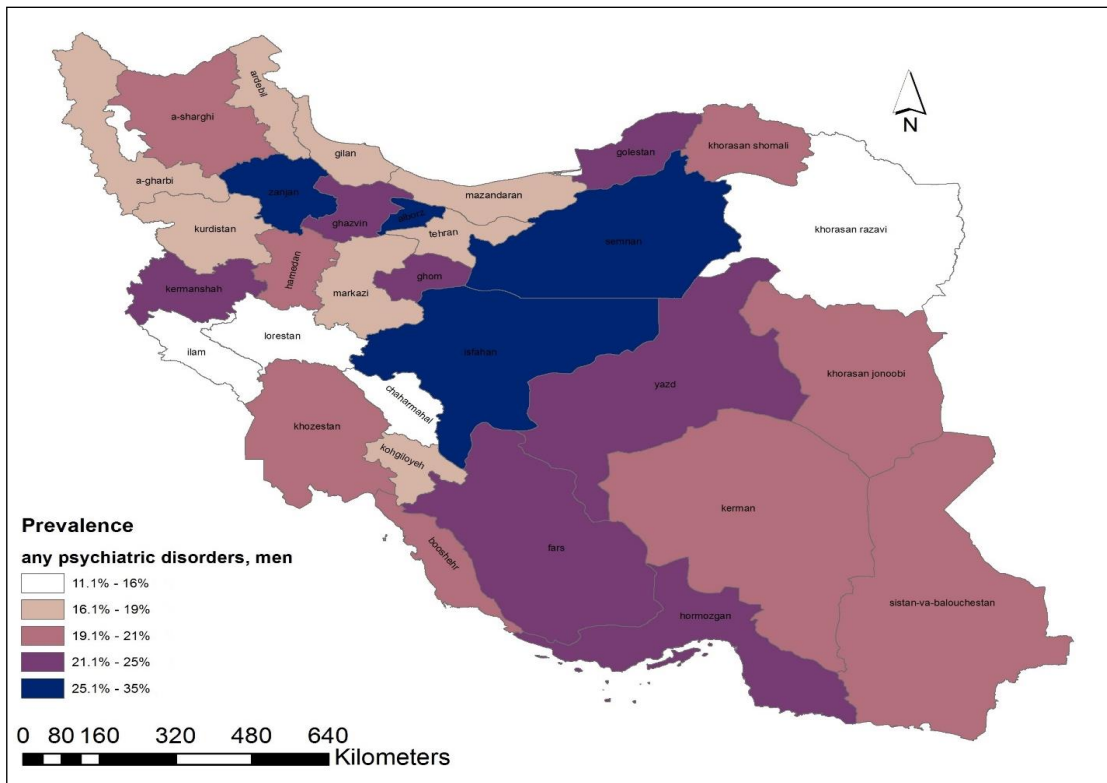 ardebil
a-sharghi
N
golestan
khorasan shomali
gilan
a-gharbi
zanjan
mazandaran
ghazvin
alborz
kurdistan
tehran
khorasan razavi
semnan
hamedan
ghom
kermanshah
markazi
lorestan
ilam
isfahan
khorasan jonoobi
yazd
chaharmahal
khozestan
kohgiloyeh
kerman
fars
booshehr
sistan-va-balouchestan
hormozgan
Prevalence
any psychiatric disorders, men
11.1% - 16%
16.1% - 19%
19.1% - 21%
21.1% - 25%
25.1% - 35%
0 80 160 320 480 640
Kilometers